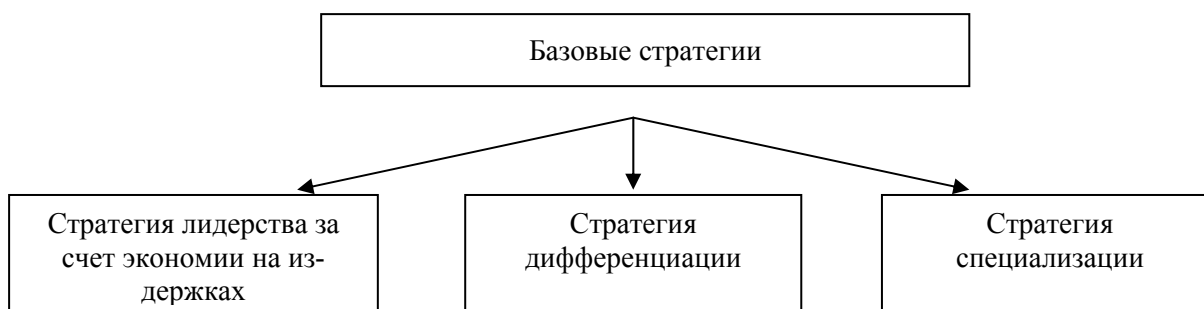 Базовые стратегии
Стратегия лидерства за
счет экономии на из-
держках
Стратегия
дифференциации
Стратегия
специализации